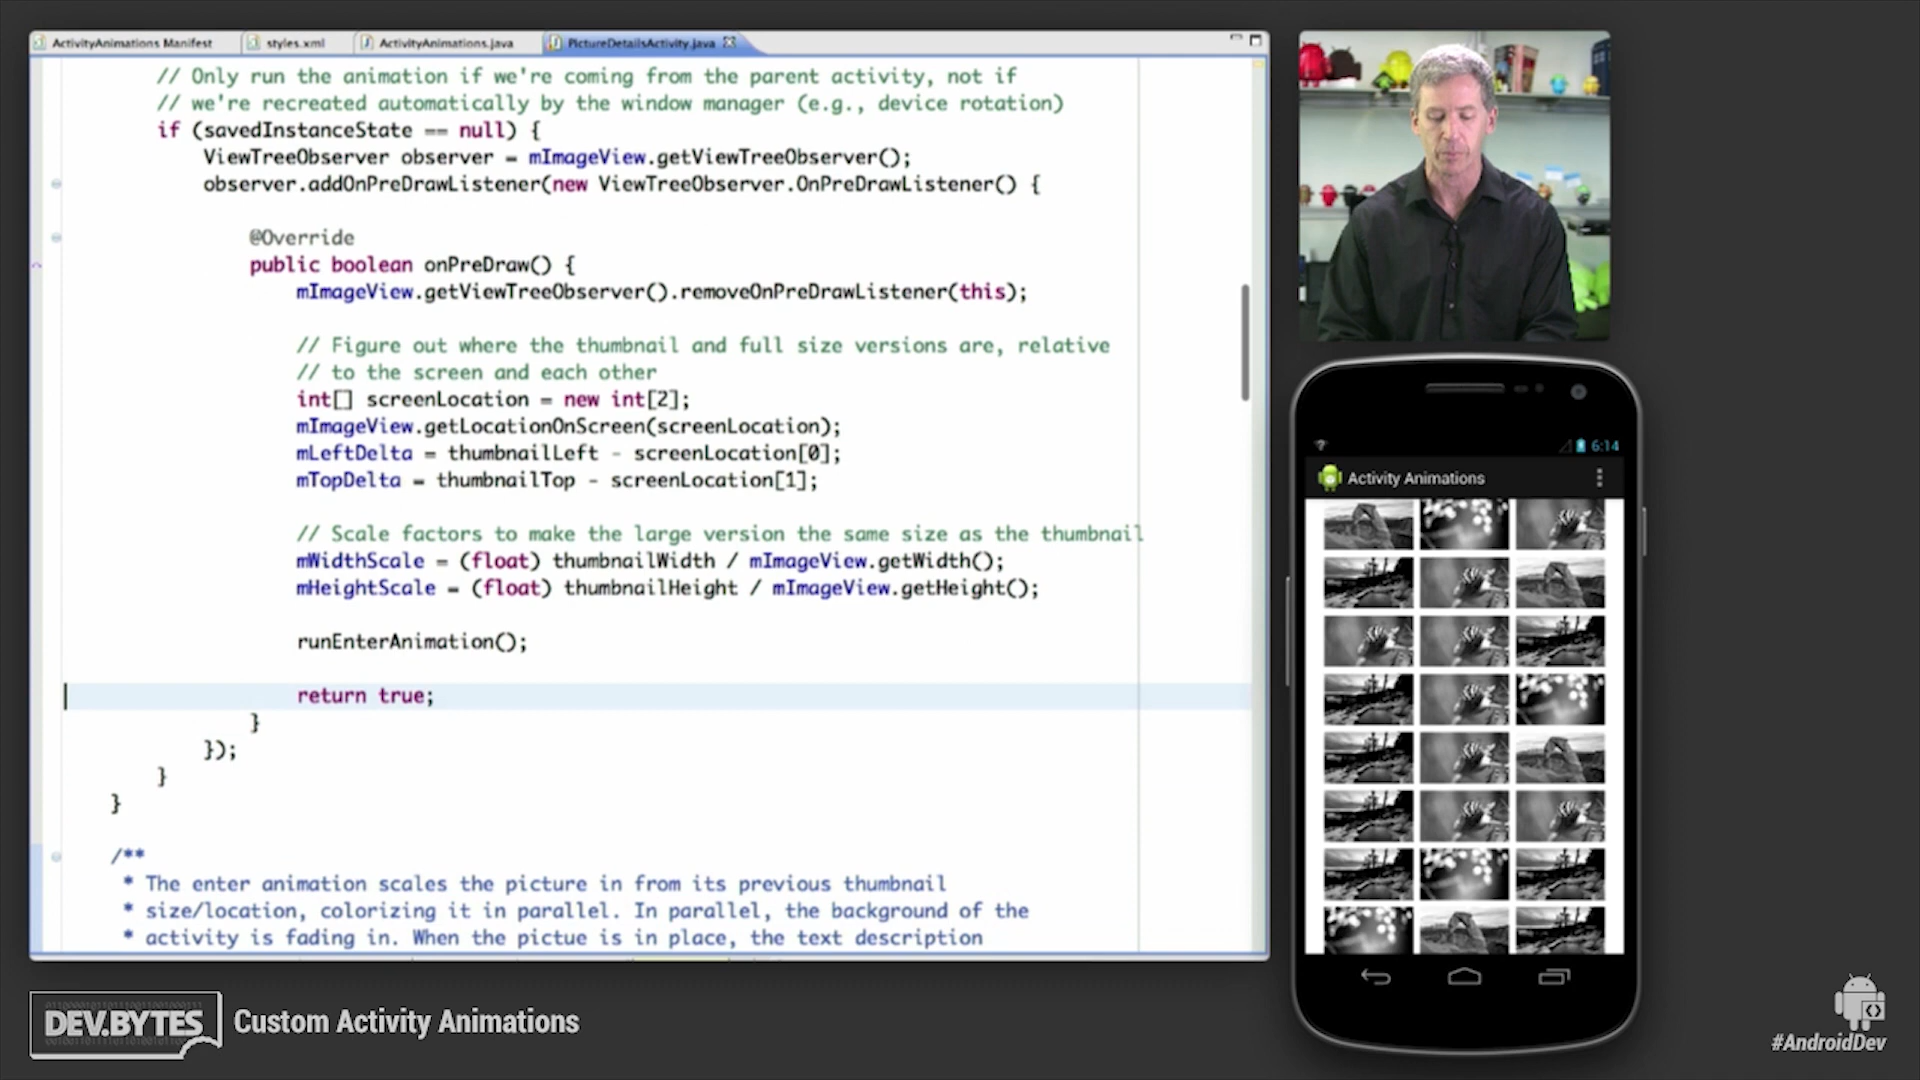 ActivityAnimations Manifest
styles.xml
ActivityAnimations.java
PictureDetailsActivity.java
// Only run the animation if we're coming from the parent activity, not if
// we're recreated automatically by the window manager (e.g., device rotation)
if (savedInstanceState == null) {
ViewTreeObserver observer = mImageView.getViewTreeObserver();
observer.addOnPreDrawListener(new ViewTreeObserver.OnPreDrawListener() {
@Override
public boolean onPreDraw() {
mImageView.getViewTreeObserver().removeOnPreDrawListener(this);
// Figure out where the thumbnail and full size versions are, relative
// to the screen and each other
int[] screenLocation = new int[2];
mImageView.getLocationOnScreen(screenLocation);
mLeftDelta = thumbnailLeft - screenLocation[0];
mTopDelta = thumbnailTop - screenLocation[1];
// Scale factors to make the large version the same size as the thumbnail
mWidthScale = (float) thumbnailWidth / mImageView.getWidth();
mHeightScale = (float) thumbnailHeight / mImageView.getHeight();
runEnterAnimation();
return true;
}
});
}
}
/**
* The enter animation scales the picture in from its previous thumbnail
* size/location, colorizing it in parallel. In parallel, the background of the
* activity is fading in. When the pictue is in place, the text description
6:14
Activity Animations
DEV.BYTES
Custom Activity Animations
#AndroidDev